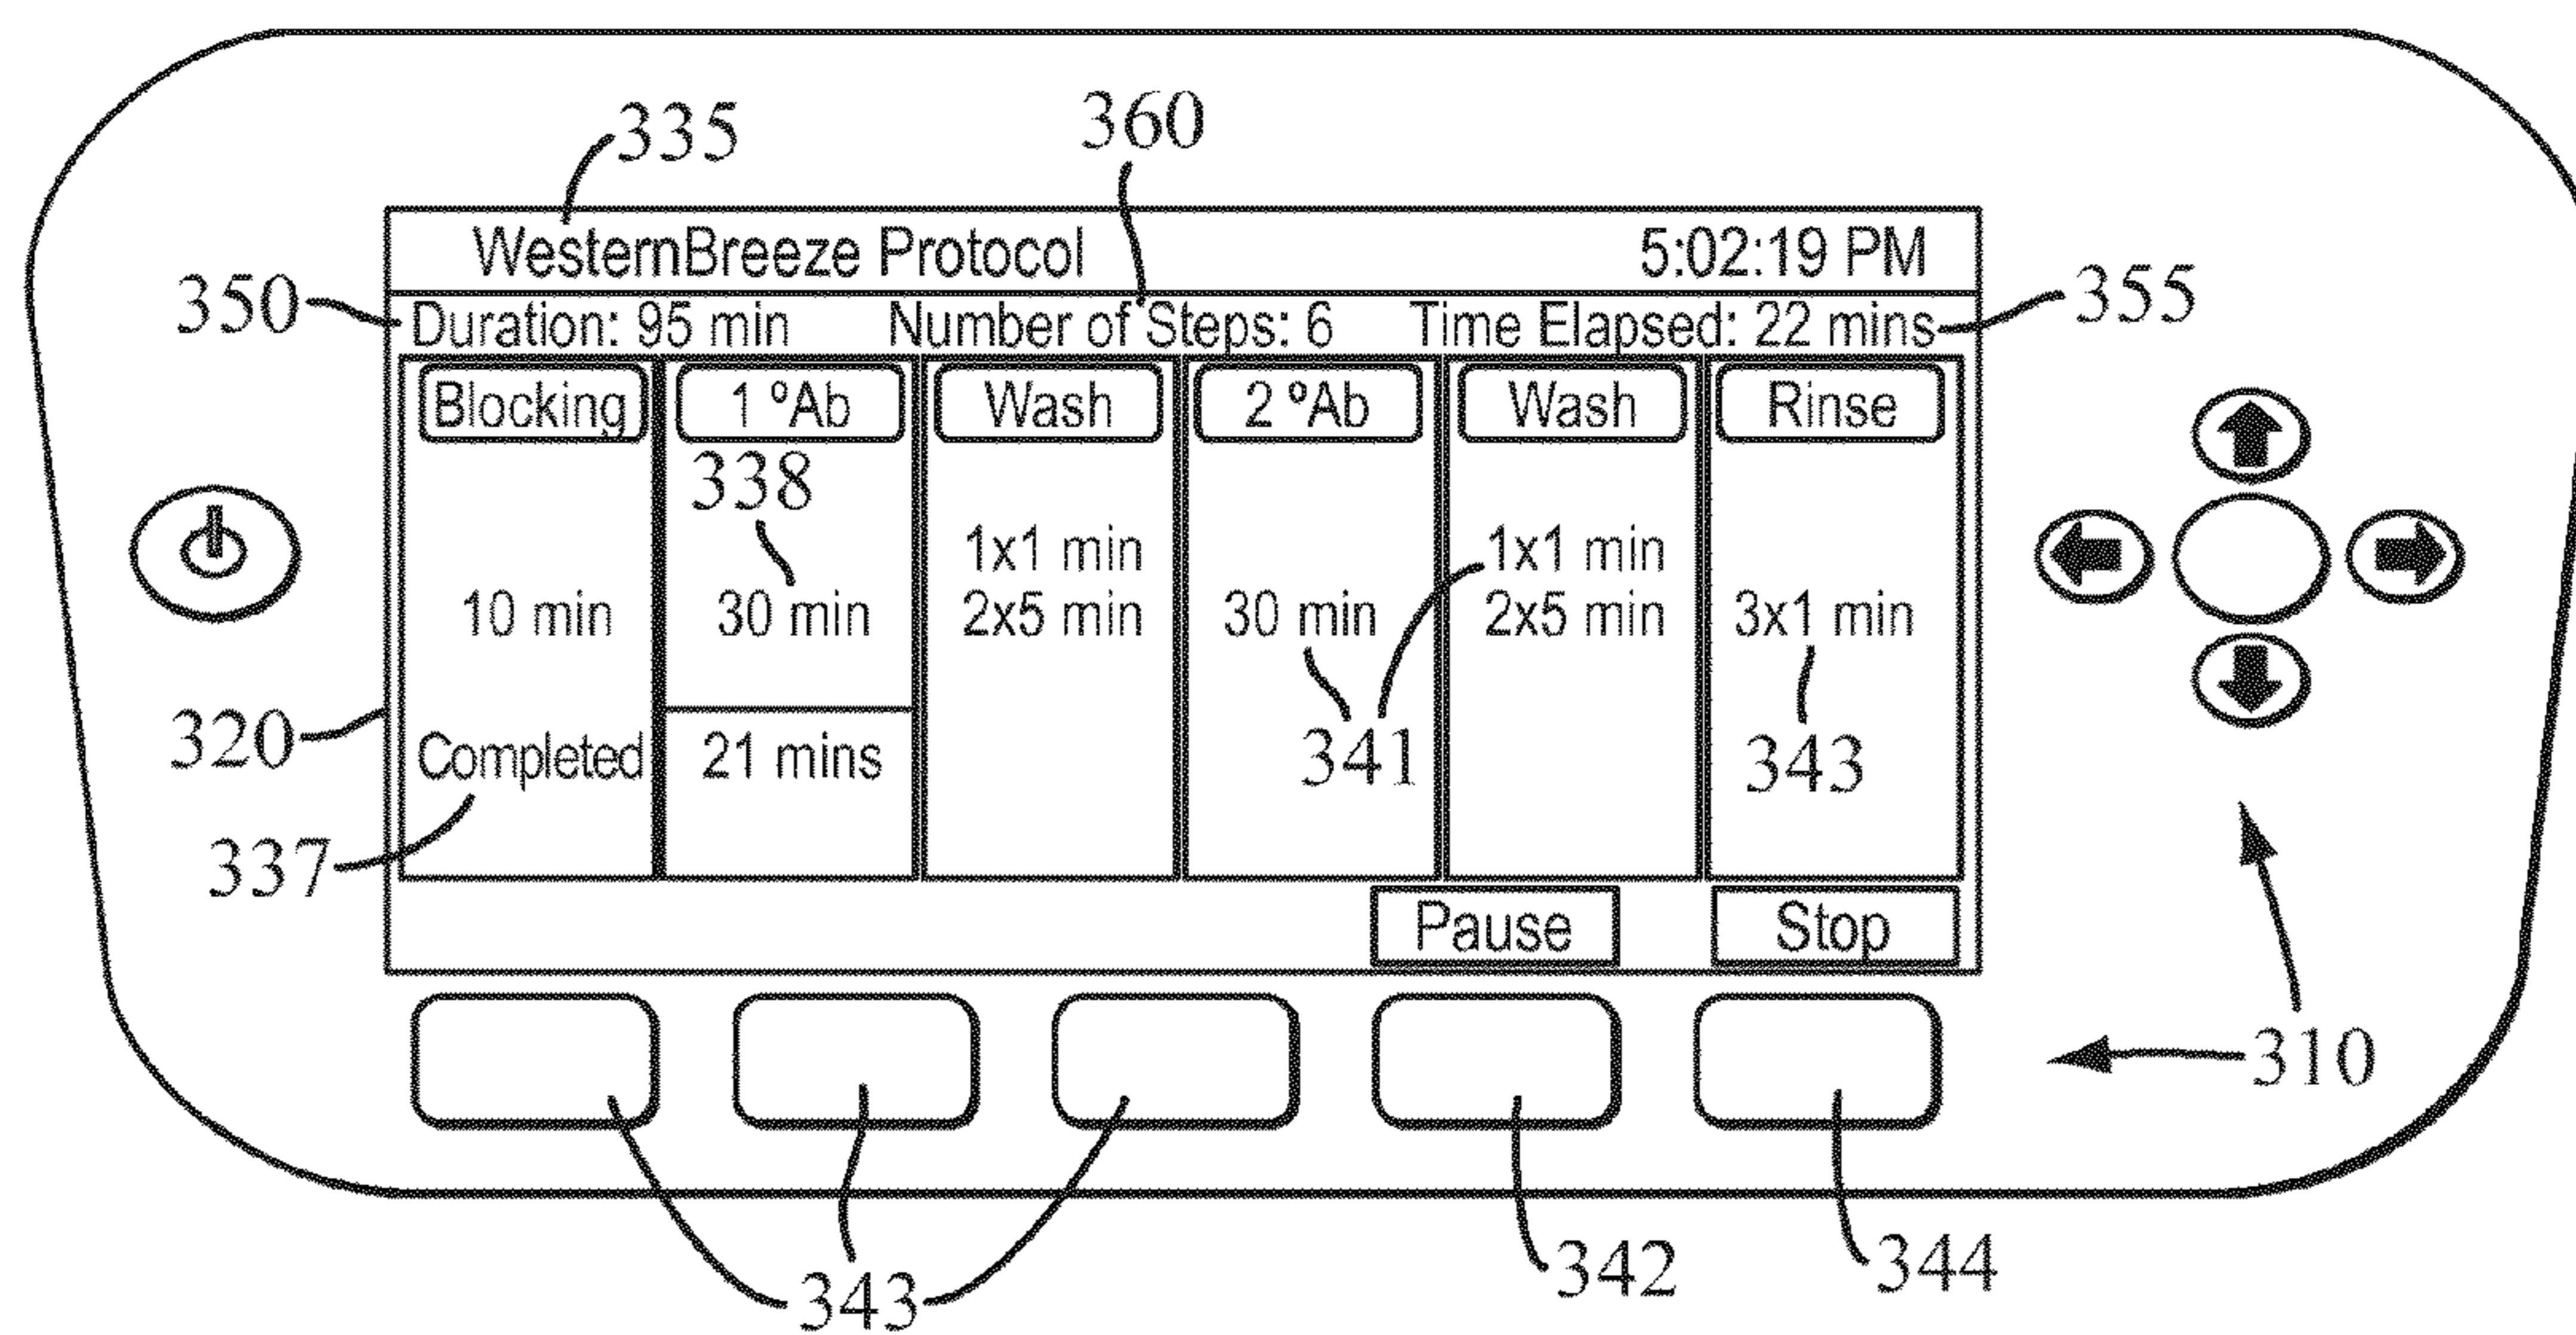 335
360
WesternBreeze Protocol 5:02:19 PM
350 Duration: 95 min Number of Steps: 6 Time Elapsed: 22 mins 355
Blocking 1 ºAb Wash 2 ºAb Wash Rinse
338
1x1 min 1x1 min
10 min 30 min 2x5 min 30 min 2x5 min 3x1 min
320 Completed 21 mins 341 343
337
Pause Stop
310
343 342 344